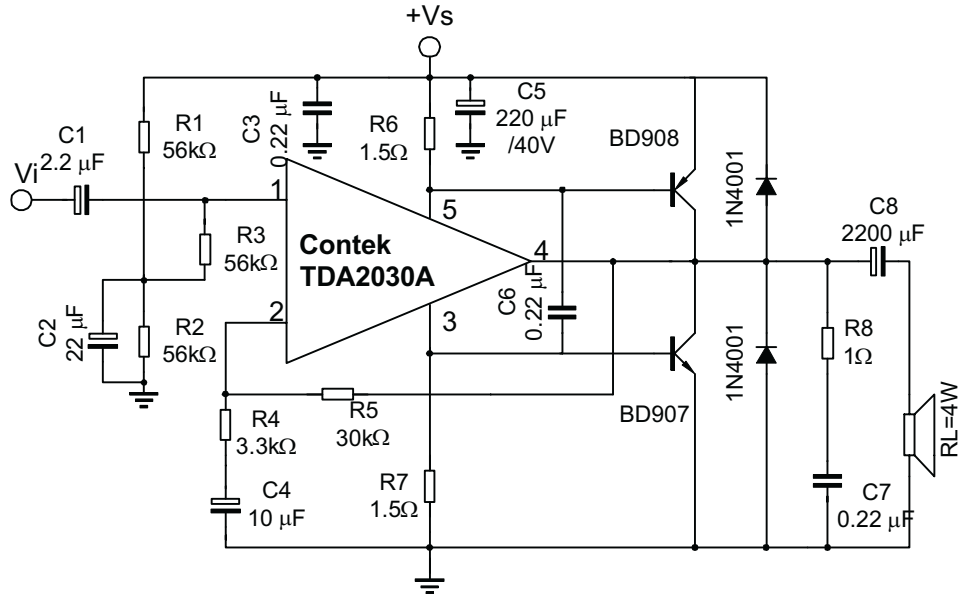 +Vs
C1
2.2 μF
Vi
R1
56kΩ
C3
0.22 μF
R6
1.5Ω
C5
220 μF
/40V
BD908
1N4001
C8
2200 μF
1
5
R3
56kΩ
Contek
TDA2030A
4
C6
0.22 μF
2
3
C2
22 μF
R2
56kΩ
R8
1Ω
1N4001
R4
3.3kΩ
R5
30kΩ
BD907
RL=4W
C4
10 μF
R7
1.5Ω
C7
0.22 μF